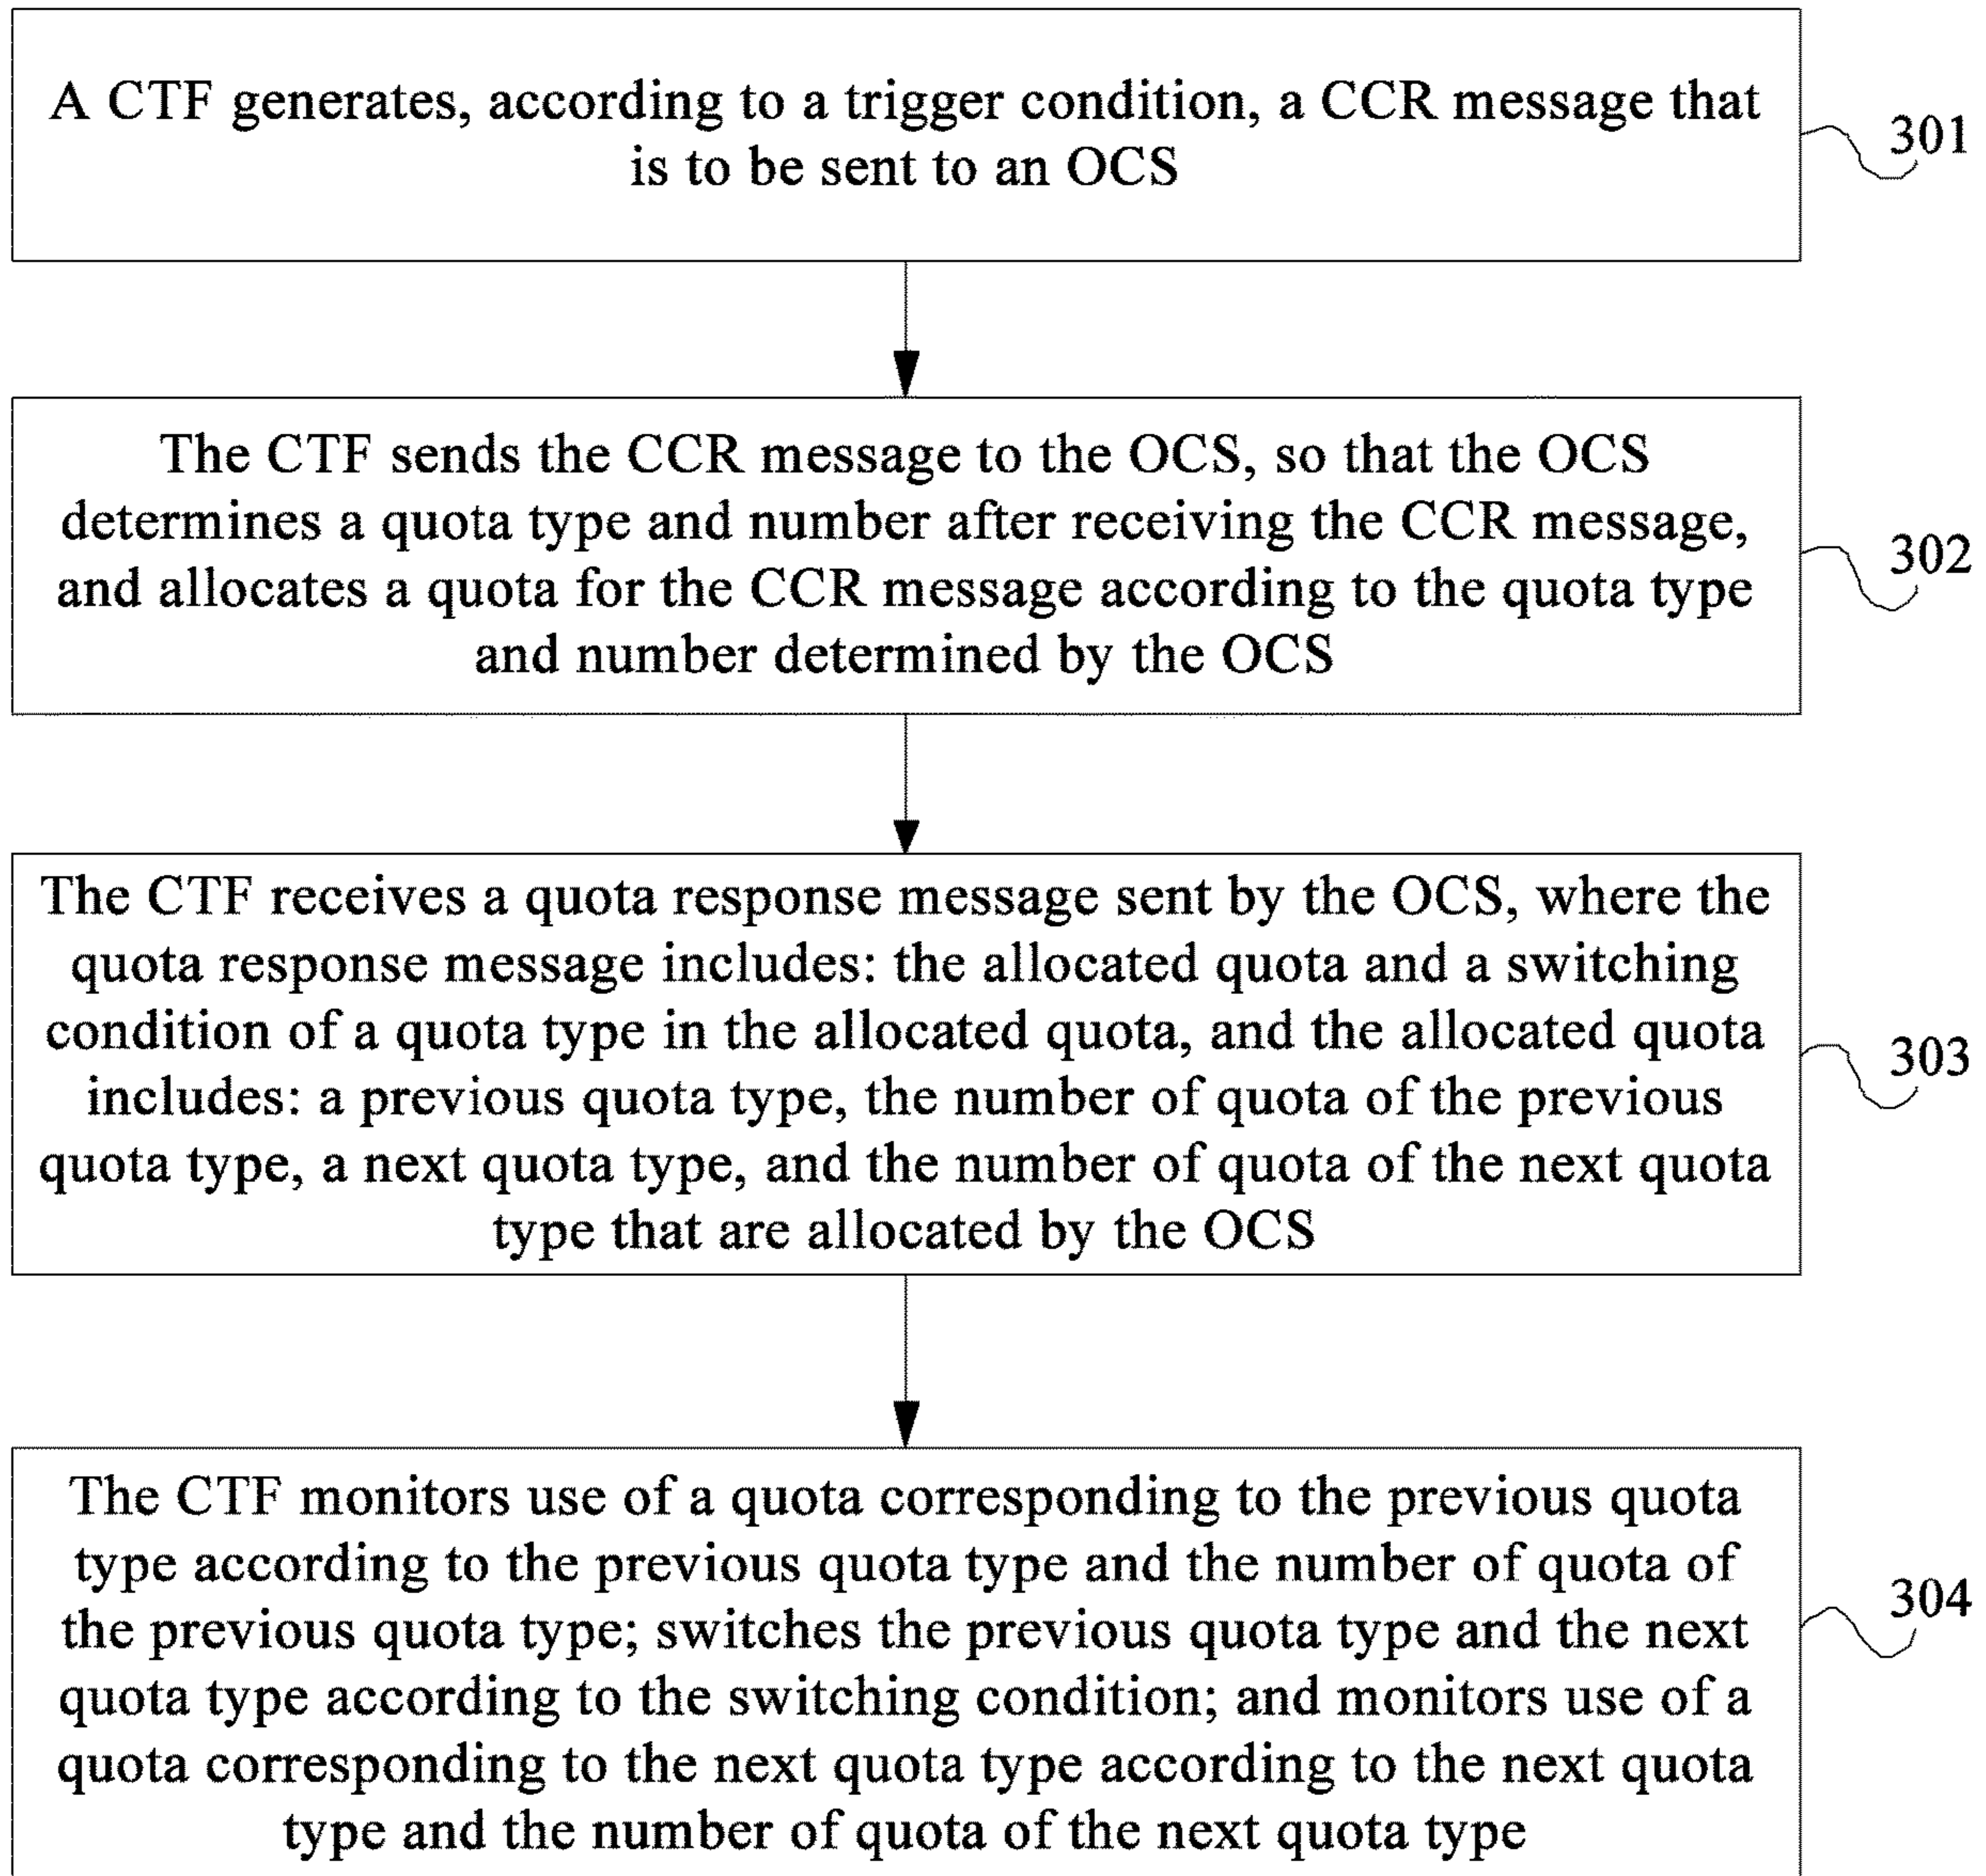 A CTF generates, according to a trigger condition, a CCR message that
is to be sent to an OCS
301
The CTF sends the CCR message to the OCS, so that the OCS
determines a quota type and number after receiving the CCR message,
and allocates a quota for the CCR message according to the quota type
and number determined by the OCS
302
The CTF receives a quota response message sent by the OCS, where the
quota response message includes: the allocated quota and a switching
condition of a quota type in the allocated quota, and the allocated quota
includes: a previous quota type, the number of quota of the previous
quota type, a next quota type, and the number of quota of the next quota
type that are allocated by the OCS
303
The CTF monitors use of a quota corresponding to the previous quota
type according to the previous quota type and the number of quota of
the previous quota type; switches the previous quota type and the next
quota type according to the switching condition; and monitors use of a
quota corresponding to the next quota type according to the next quota
type and the number of quota of the next quota type
304